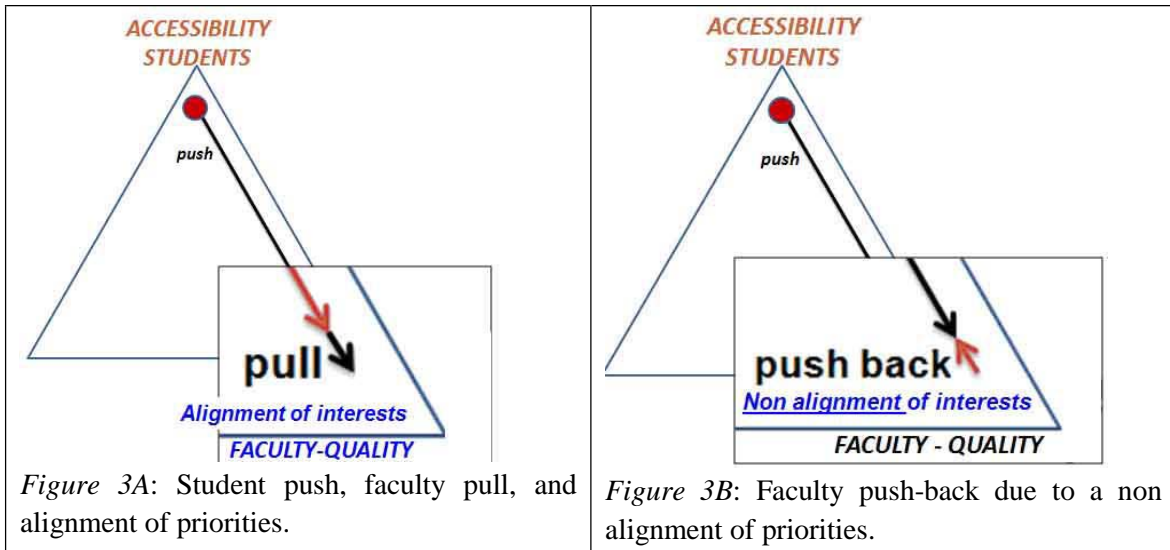 ACCESSIBILITY
STUDENTS
push
pull
Alignment of interests
FACULTY-QUALITY
Figure 3A: Student push, faculty pull, and
alignment of priorities.
ACCESSIBILITY
STUDENTS
push
push back
Non alignment of interests
FACULTY - QUALITY
Figure 3B: Faculty push-back due to a non
alignment of priorities.